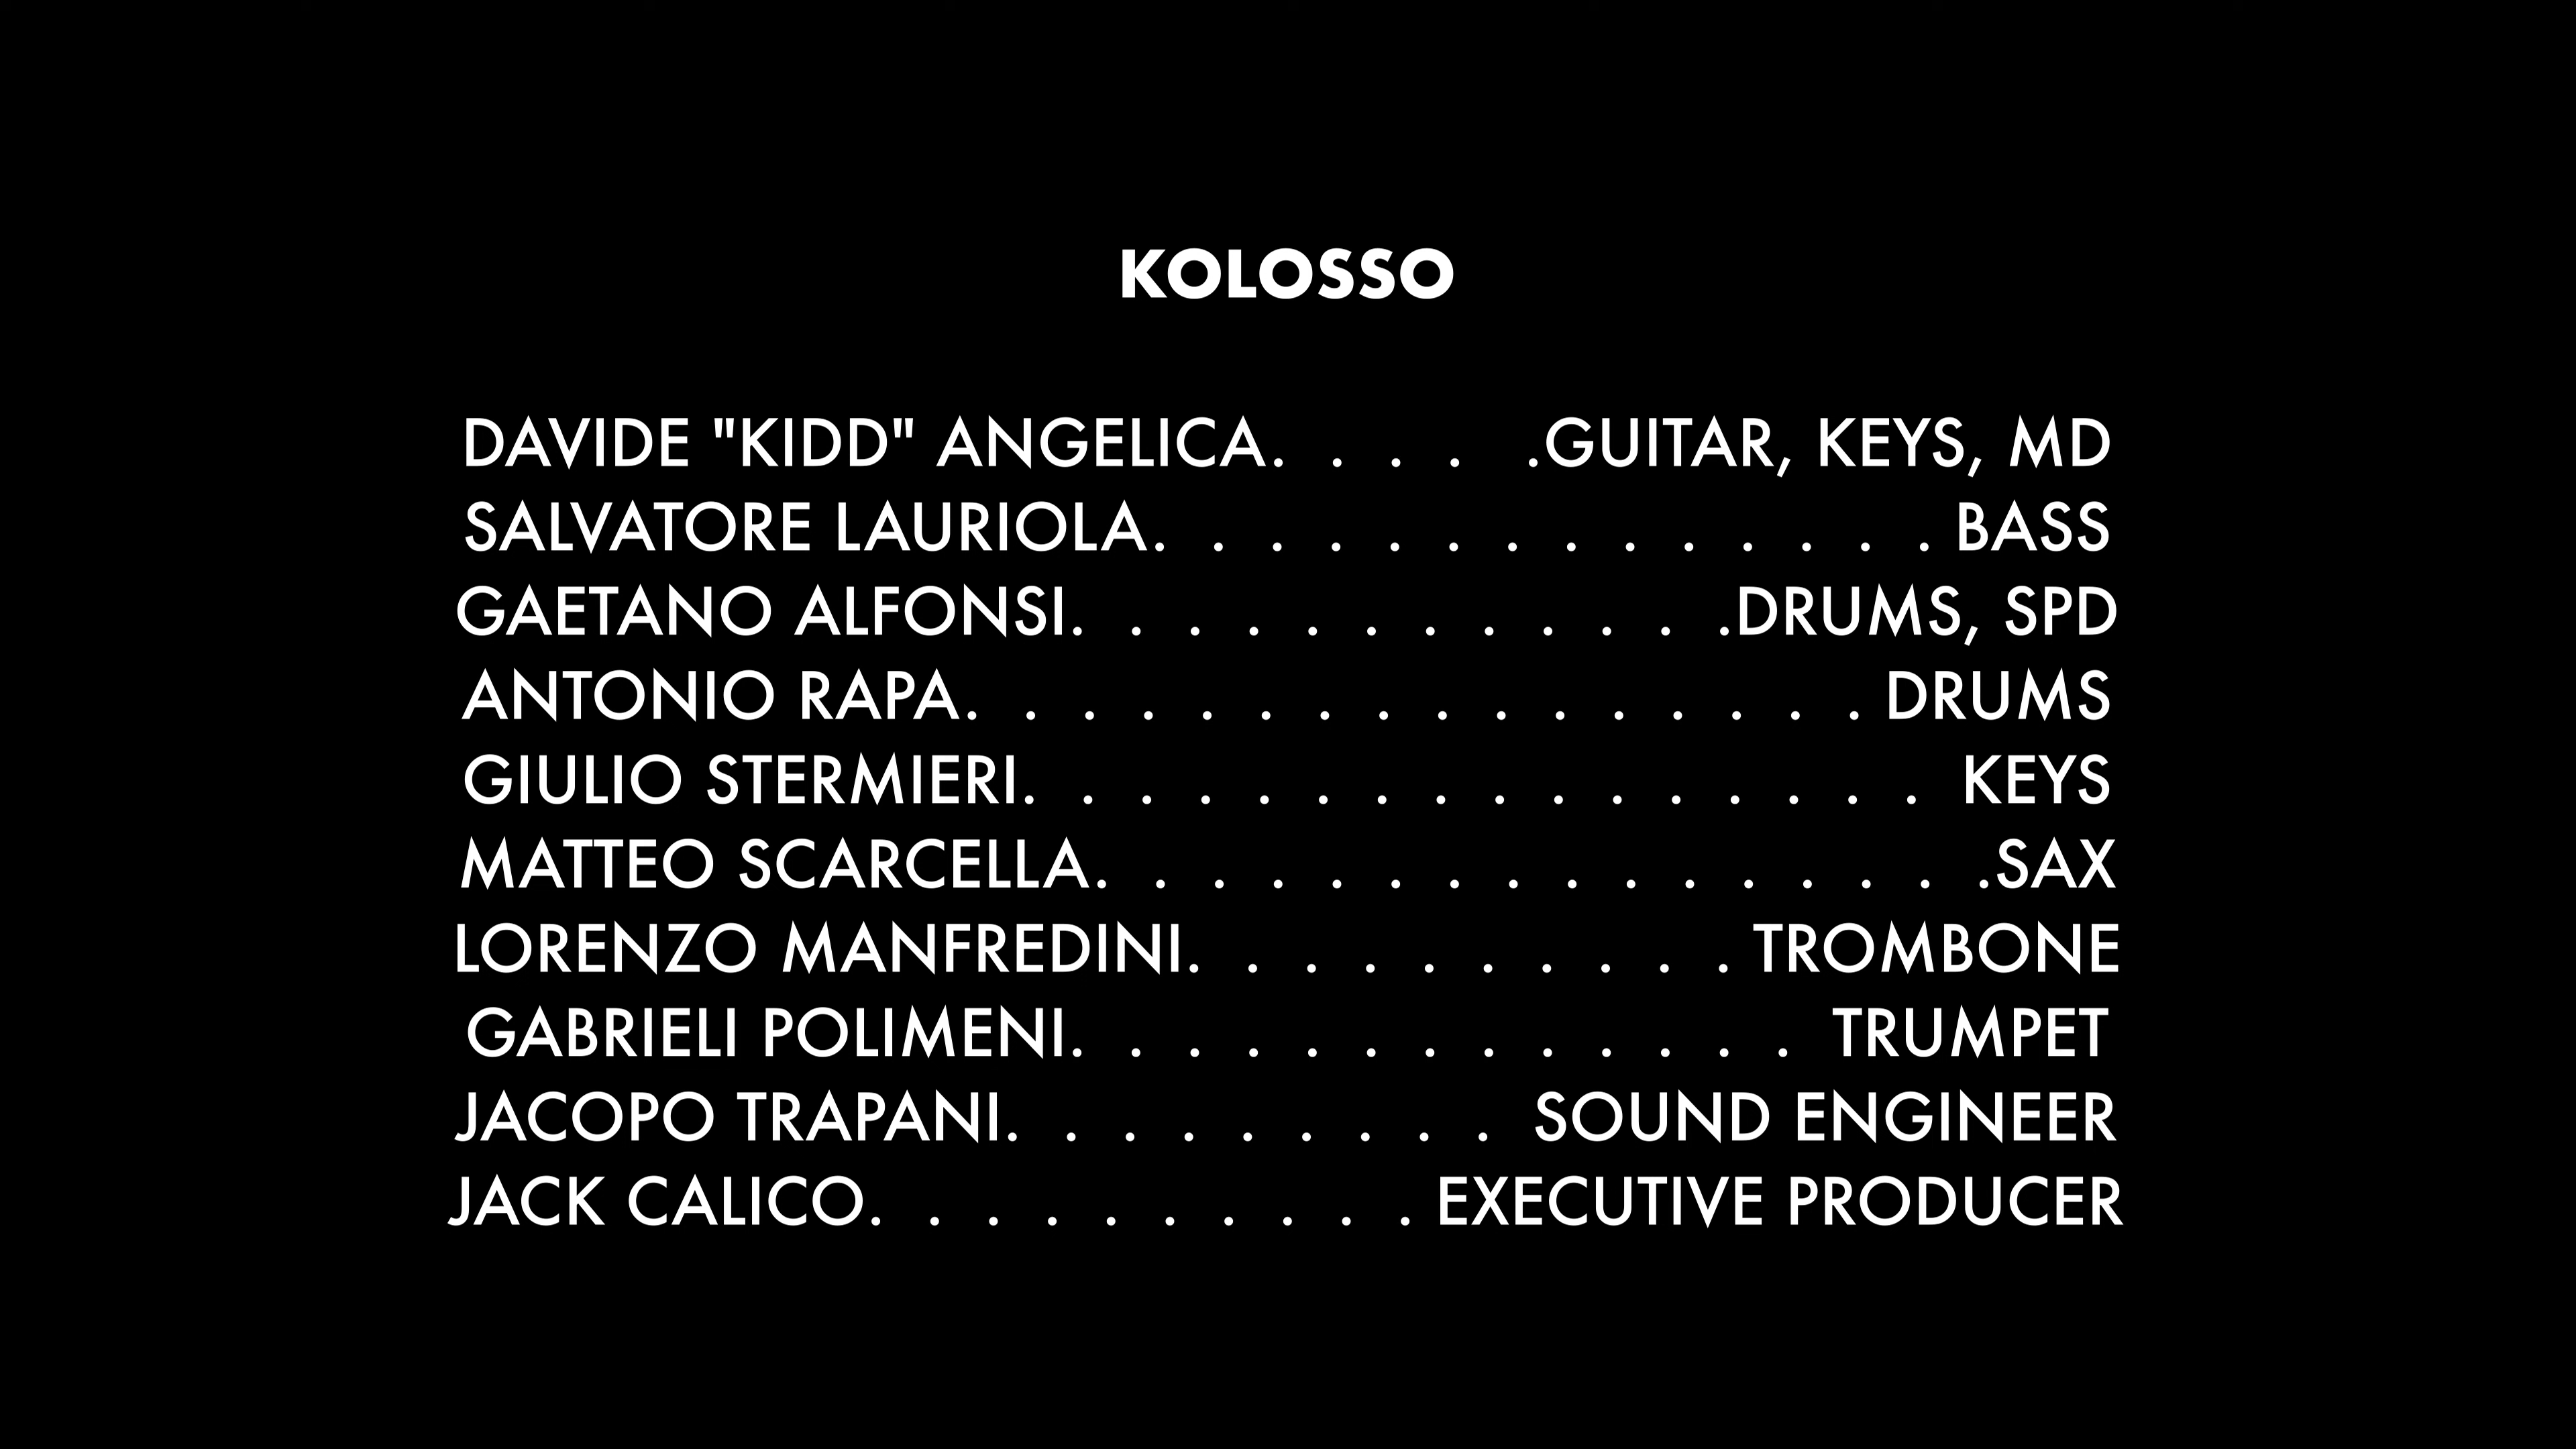 KOLOSSO
DAVIDE "KIDD" ANGELICA. . . . .GUITAR, KEYS, MD
SALVATORE LAURIOLA. . . . . . . . . . . . . . BASS
GAETANO ALFONSI. . . . . . . . . . . .DRUMS, SPD
ANTONIO RAPA. . . . . . . . . . . . . . . . DRUMS
GIULIO STERMIERI. . . . . . . . . . . . . . . . KEYS
MATTEO SCARCELLA. . . . . . . . . . . . . . . .SAX
LORENZO MANFREDINI. . . . . . . . . . TROMBONE
GABRIELI POLIMENI. . . . . . . . . . . . . TRUMPET
JACOPO TRAPANI. . . . . . . . . SOUND ENGINEER
JACK CALICO. . . . . . . . . . EXECUTIVE PRODUCER